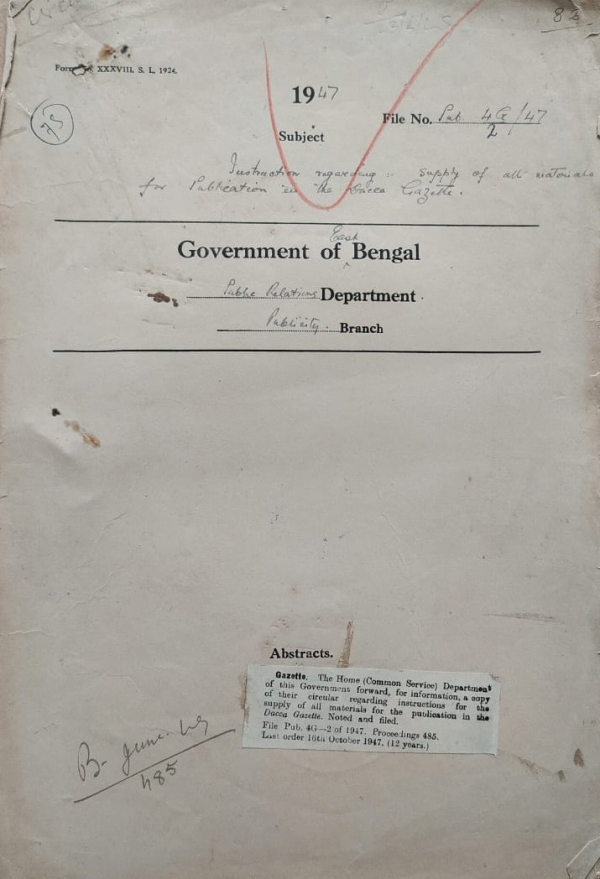 83
XXXVIII. S. L. 1924.
75
1947
File No. Pub. 4G/47
2
Subject
Instruction regarding : Supply of all materials
for Publication in the Dacca Gazette.
Government of East Bengal
Public Relations Department.
Publicity. Branch
Abstracts.
Gazette. The Home (Common Service) Department
of this Government forward, for information, a copy
of their circular regarding instructions for the
supply of all materials for the publication in the
Dacca Gazette. Noted and filed.
File Pub. 4G—2 of 1947. Proceedings 485.
Last order 16th October 1947. (12 years.)
B-
485